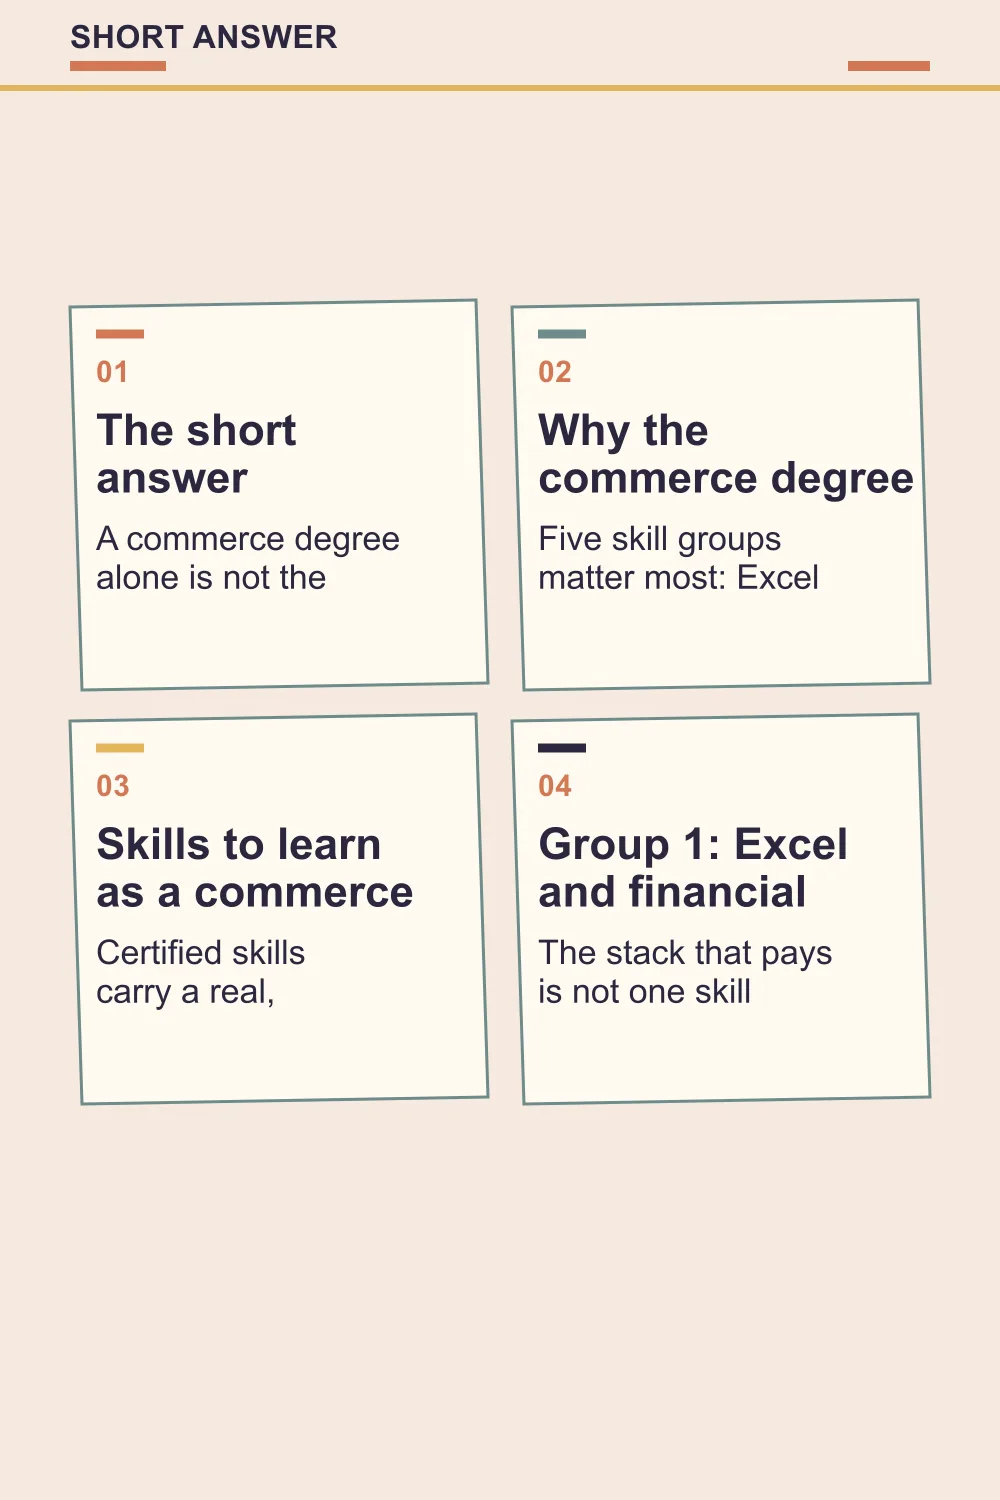 SHORT ANSWER
01
The short
answer
A commerce degree
alone is not the
02
Why the
commerce degree
Five skill groups
matter most: Excel
03
Skills to learn
as a commerce
Certified skills
carry a real,
04
Group 1: Excel
and financial
The stack that pays
is not one skill